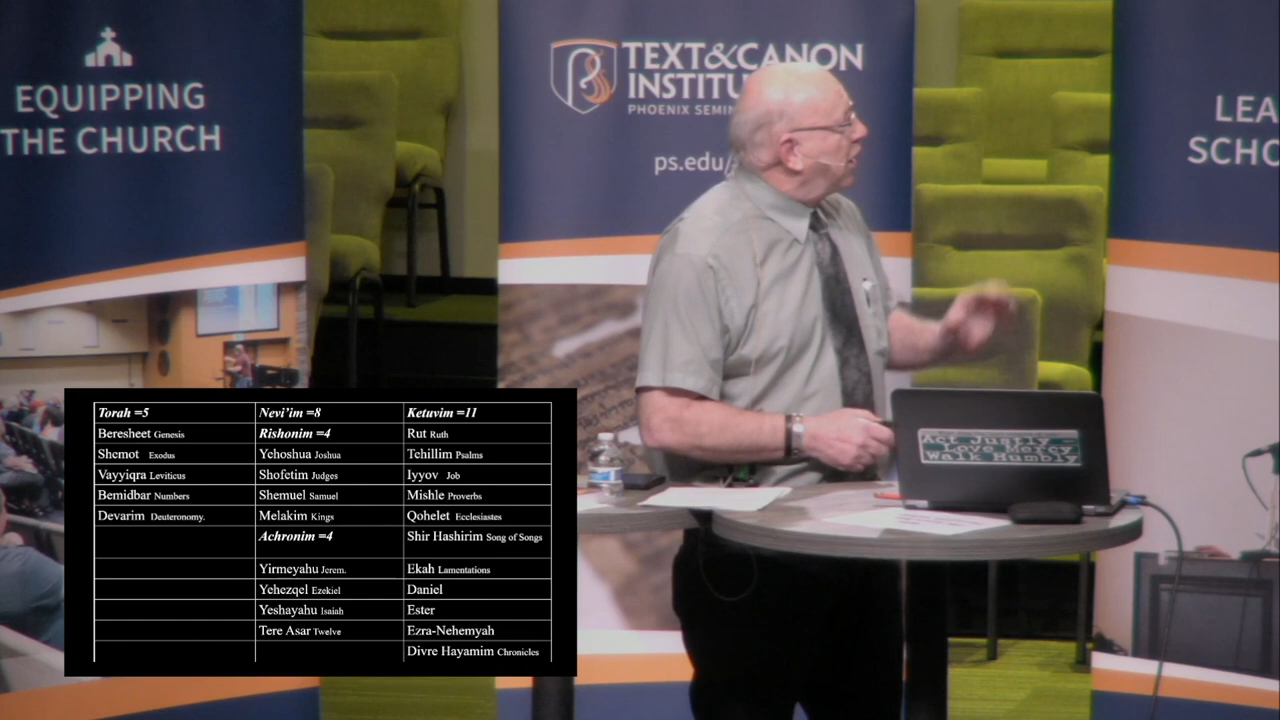 EQUIPPING
THE CHURCH
TEXT&CANON
INSTITU
PHOENIX SEMIN
ps.edu/
LEA
SCHO
Act Justly
Love Mercy
Walk Humbly
Torah =5 Nevi'im =8 Ketuvim =11
Beresheet Genesis Rishonim =4 Rut Ruth
Shemot Exodus Yehoshua Joshua Tehillim Psalms
Vayyiqra Leviticus Shofetim Judges Iyyov Job
Bemidbar Numbers Shemuel Samuel Mishle Proverbs
Devarim Deuteronomy. Melakim Kings Qohelet Ecclesiastes
Achronim =4 Shir Hashirim Song of Songs
Yirmeyahu Jerem. Ekah Lamentations
Yehezqel Ezekiel Daniel
Yeshayahu Isaiah Ester
Tere Asar Twelve Ezra-Nehemyah
Divre Hayamim Chronicles